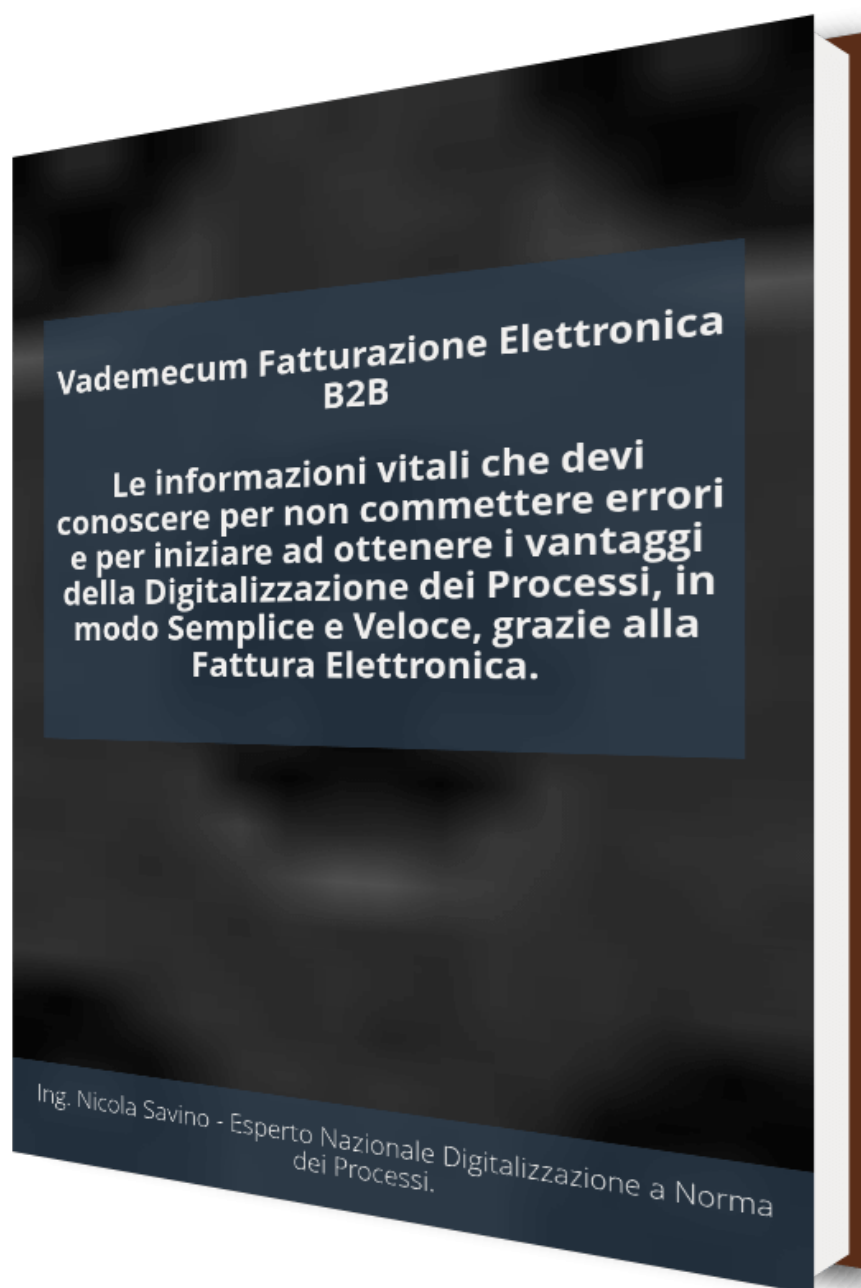 Vademecum Fatturazione Elettronica
B2B
Le informazioni vitali che devi
conoscere per non commettere errori
e per iniziare ad ottenere i vantaggi
della Digitalizzazione dei Processi, in
modo Semplice e Veloce, grazie alla
Fattura Elettronica.
Ing. Nicola Savino - Esperto Nazionale Digitalizzazione a Norma
dei Processi.